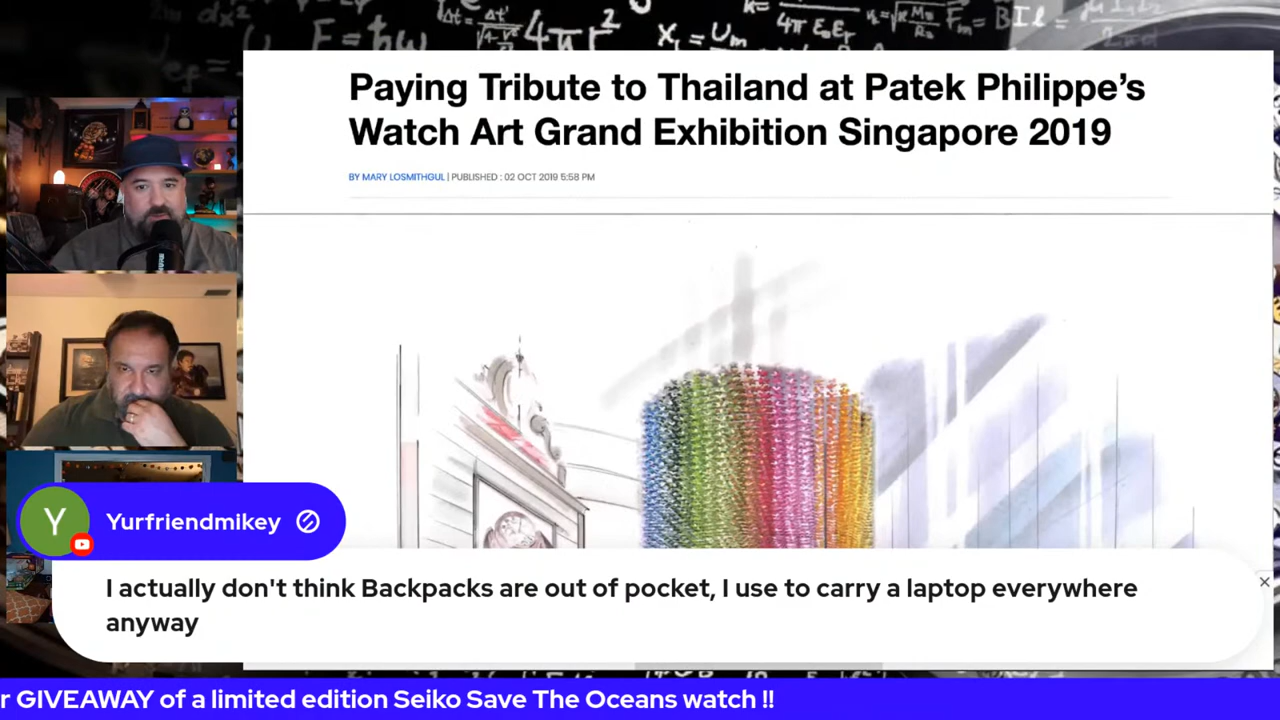 Paying Tribute to Thailand at Patek Philippe's
Watch Art Grand Exhibition Singapore 2019
BY MARY LOSMITHGUL | PUBLISHED : 02 OCT 2019 5:58 PM
Y
Yurfriendmikey
I actually don't think Backpacks are out of pocket, I use to carry a laptop everywhere
anyway
r GIVEAWAY of a limited edition Seiko Save The Oceans watch !!